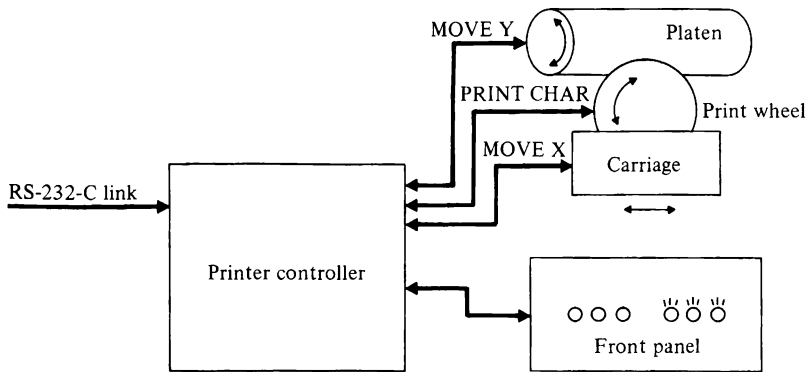 MOVE Y
Platen
PRINT CHAR
Print wheel
MOVE X
Carriage
RS-232-C link
Printer controller
Front panel